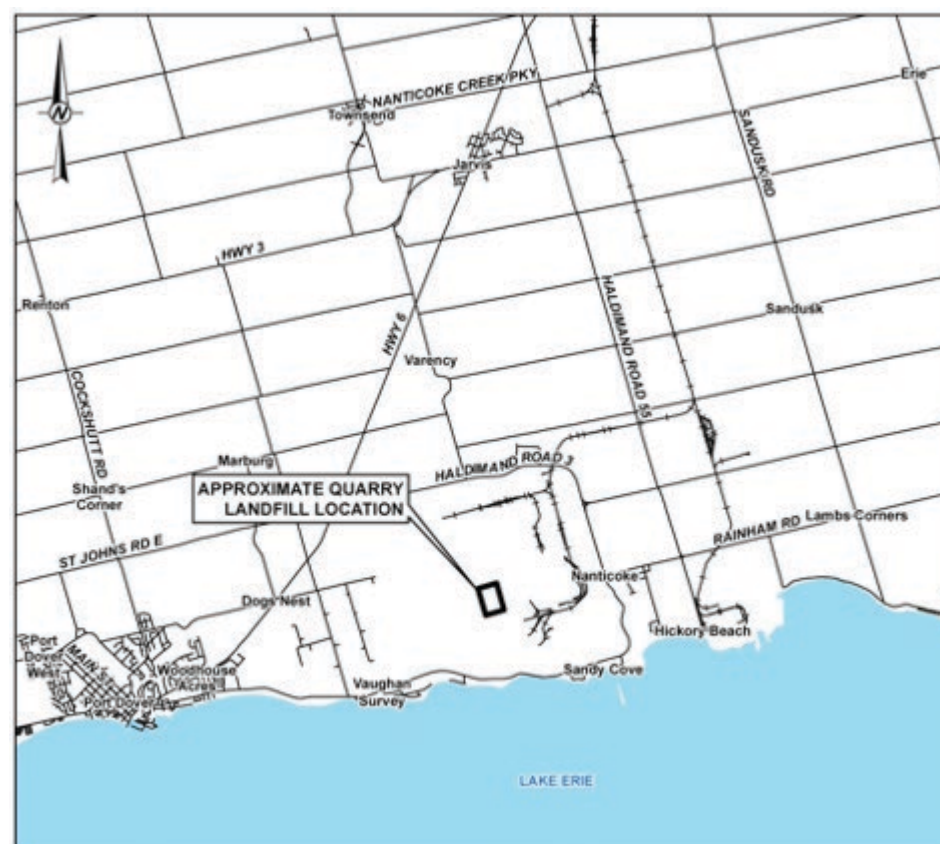 NANTICOKE CREEK PKY
Townsend
Erie
SANDUSK RD
Jarvis
N
HWY 3
Renton
HWY 6
HALDIMAND ROAD 55
Sandusk
Varency
COCKSHUTT RD
Marburg
HALDIMAND ROAD 3
Shand's
Corner
APPROXIMATE QUARRY
LANDFILL LOCATION
RAINHAM RD
Lambs Corners
ST JOHNS RD E
Nanticoke
Dogs Nest
Hickory Beach
Port
Dover
West
MAIN ST
Woodhouse
Acres
Sandy Cove
Vaughan
Survey
Port Dover
LAKE ERIE